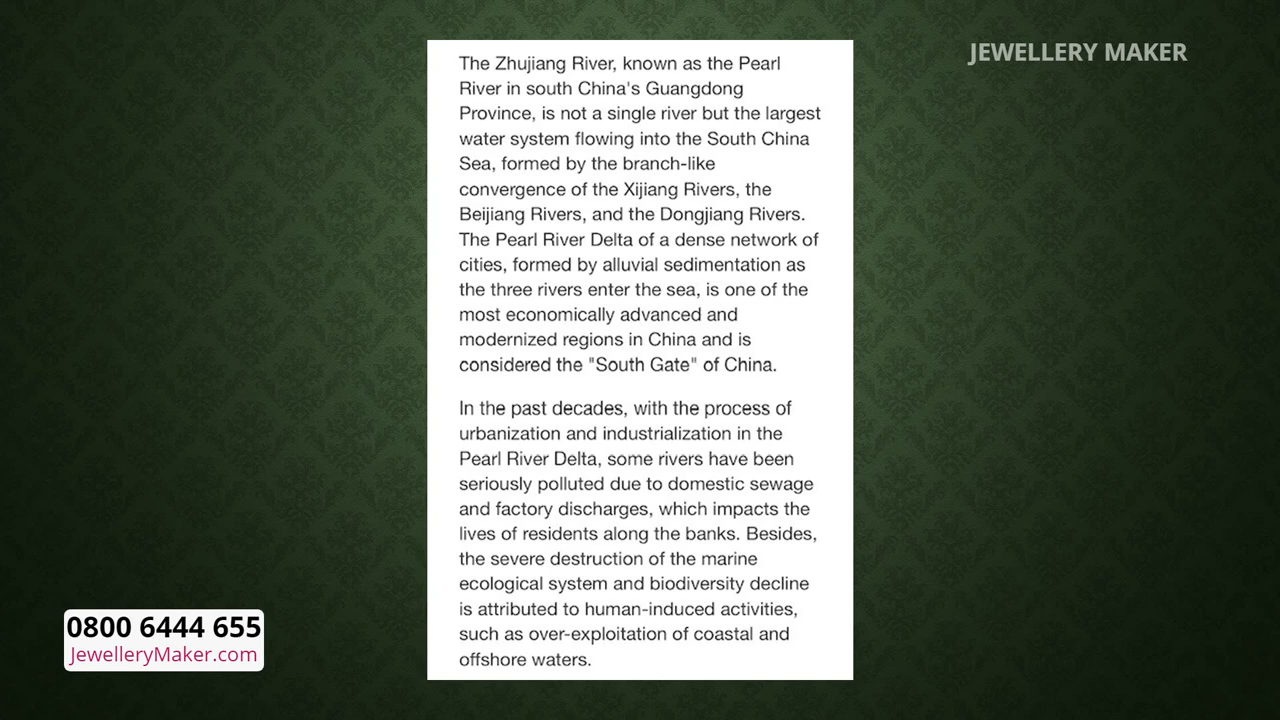 JEWELLERY MAKER
The Zhujiang River, known as the Pearl
River in south China's Guangdong
Province, is not a single river but the largest
water system flowing into the South China
Sea, formed by the branch-like
convergence of the Xijiang Rivers, the
Beijiang Rivers, and the Dongjiang Rivers.
The Pearl River Delta of a dense network of
cities, formed by alluvial sedimentation as
the three rivers enter the sea, is one of the
most economically advanced and
modernized regions in China and is
considered the "South Gate" of China.
In the past decades, with the process of
urbanization and industrialization in the
Pearl River Delta, some rivers have been
seriously polluted due to domestic sewage
and factory discharges, which impacts the
lives of residents along the banks. Besides,
the severe destruction of the marine
ecological system and biodiversity decline
is attributed to human-induced activities,
such as over-exploitation of coastal and
offshore waters.
0800 6444 655
JewelleryMaker.com